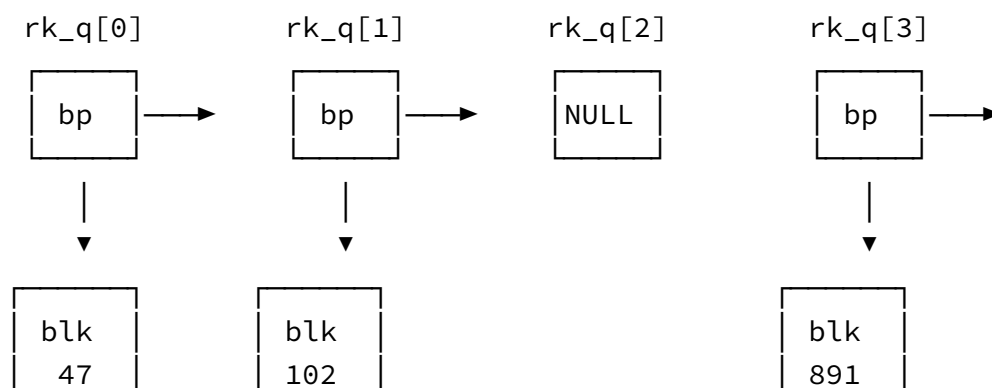 rk_q[0] rk_q[1] rk_q[2] rk_q[3]
bp bp NULL bp
blk blk blk
47 102 891